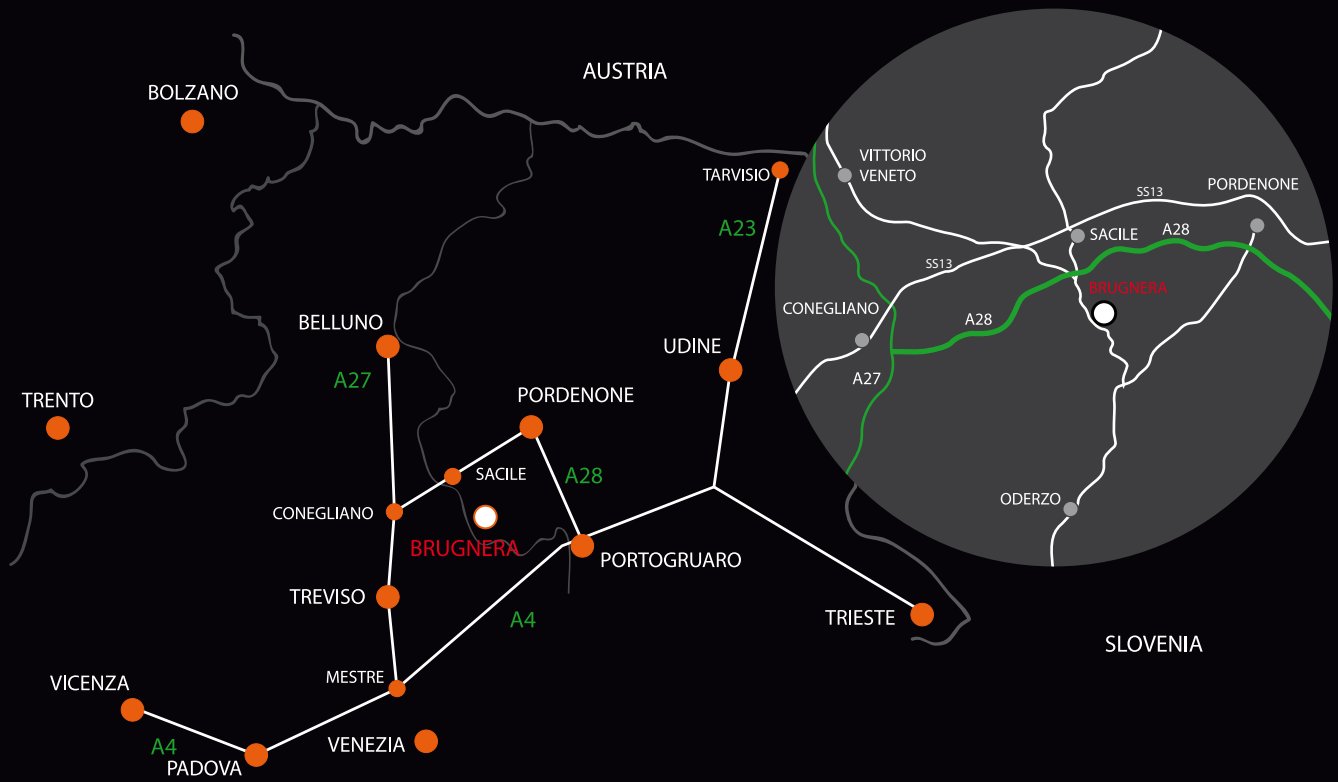 AUSTRIA
BOLZANO
TARVISIO
A23
BELLUNO
A27
UDINE
TRENTO
PORDENONE
SACILE
A28
CONEGLIANO
BRUGNERA
PORTOGRUARO
TREVISO
A4
TRIESTE
SLOVENIA
MESTRE
VICENZA
A4
VENEZIA
PADOVA
VITTORIO
VENETO
SS13
PORDENONE
SACILE
A28
SS13
BRUGNERA
CONEGLIANO
A28
A27
ODERZO